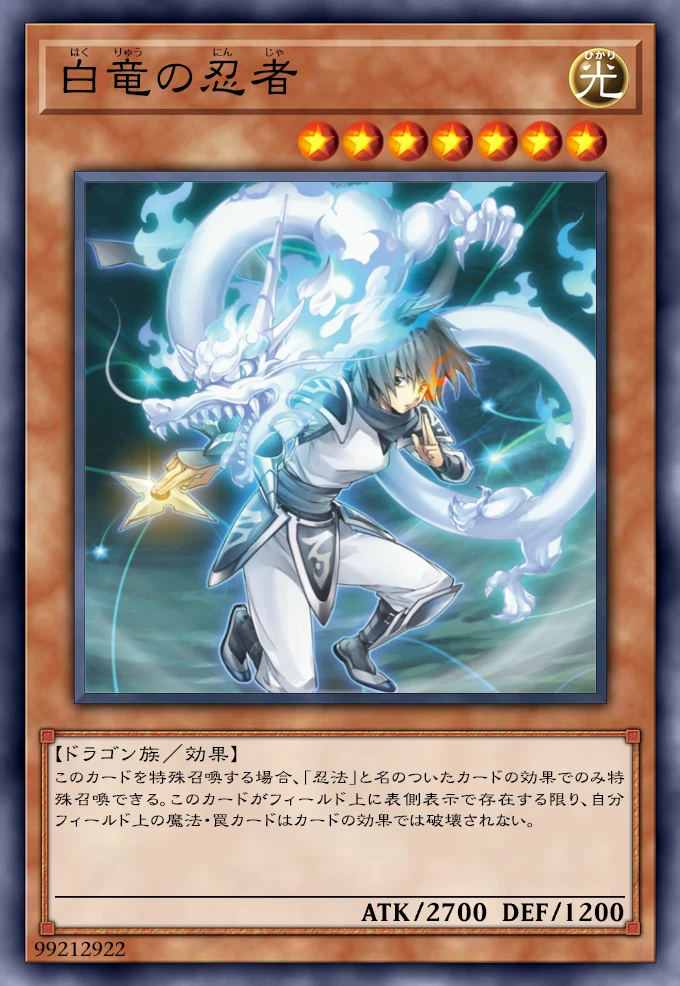 はく りゅう にん じゃ
白竜の忍者
ひかり
光
【ドラゴン族／効果】
このカードを特殊召喚する場合、「忍法」と名のついたカードの効果でのみ特
殊召喚できる。このカードがフィールド上に表側表示で存在する限り、自分
フィールド上の魔法・罠カードはカードの効果では破壊されない。
ATK/2700 DEF/1200
99212922